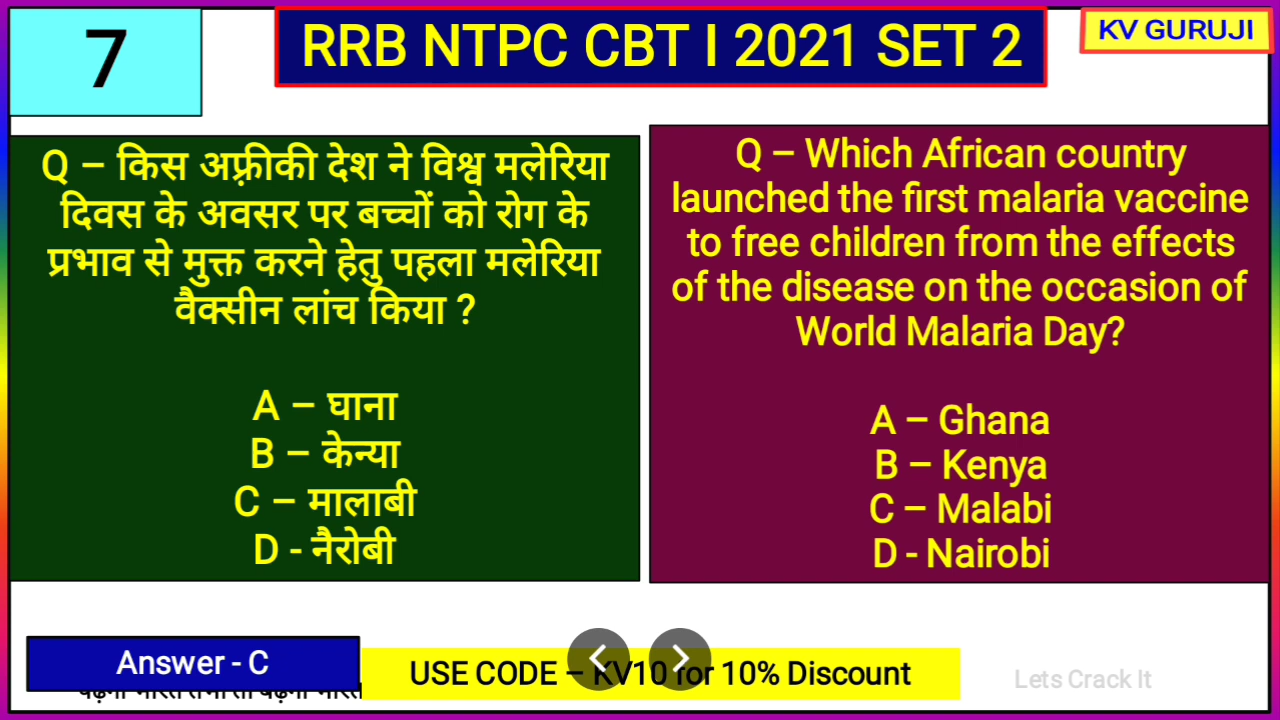 7
RRB NTPC CBT I 2021 SET 2
KV GURUJI
Q – किस अफ़्रीकी देश ने विश्व मलेरिया
दिवस के अवसर पर बच्चों को रोग के
प्रभाव से मुक्त करने हेतु पहला मलेरिया
वैक्सीन लांच किया ?
A – घाना
B – केन्या
C – मालाबी
D - नैरोबी
Q – Which African country
launched the first malaria vaccine
to free children from the effects
of the disease on the occasion of
World Malaria Day?
A – Ghana
B – Kenya
C – Malabi
D - Nairobi
Answer - C
USE CODE – KV10 for 10% Discount
Lets Crack It